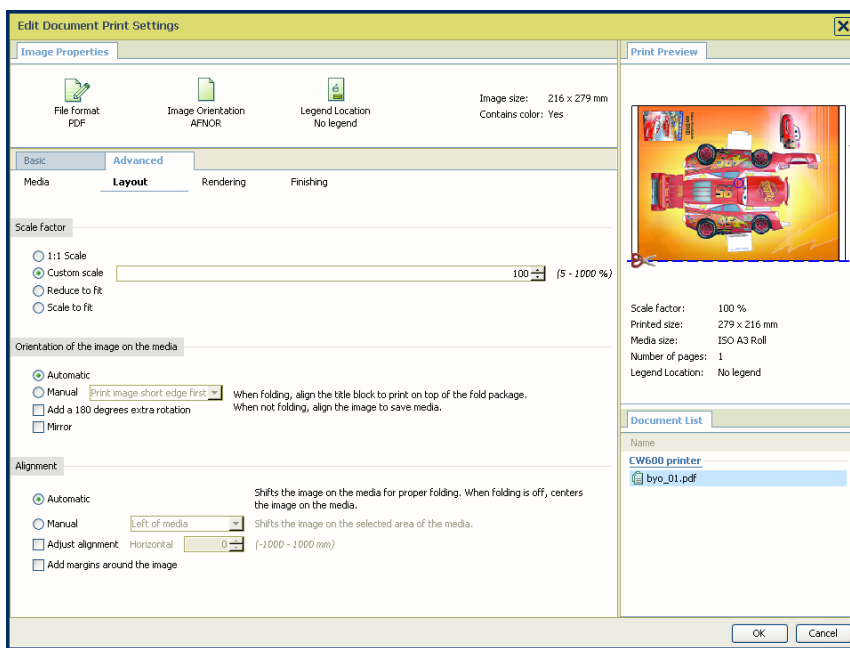 Edit Document Print Settings
Image Properties
File format
PDF
Image Orientation
AFNOR
Legend Location
No legend
Image size: 216 x 279 mm
Contains color: Yes
Basic
Advanced
Media
Layout
Rendering
Finishing
Scale factor
1:1 Scale
Custom scale 100 (5 - 1000 %)
Reduce to fit
Scale to fit
Orientation of the image on the media
Automatic
Manual Print image short edge first
When folding, align the title block to print on top of the fold package.
When not folding, align the image to save media.
Add a 180 degrees extra rotation
Mirror
Alignment
Automatic
Shifts the image on the media for proper folding. When folding is off, centers
the image on the media.
Manual Left of media Shifts the image on the selected area of the media.
Adjust alignment Horizontal 0 (-1000 - 1000 mm)
Add margins around the image
Print Preview
Scale factor: 100 %
Printed size: 279 x 216 mm
Media size: ISO A3 Roll
Number of pages: 1
Legend Location: No legend
Document List
Name
CW600 printer
byo_01.pdf
OK
Cancel